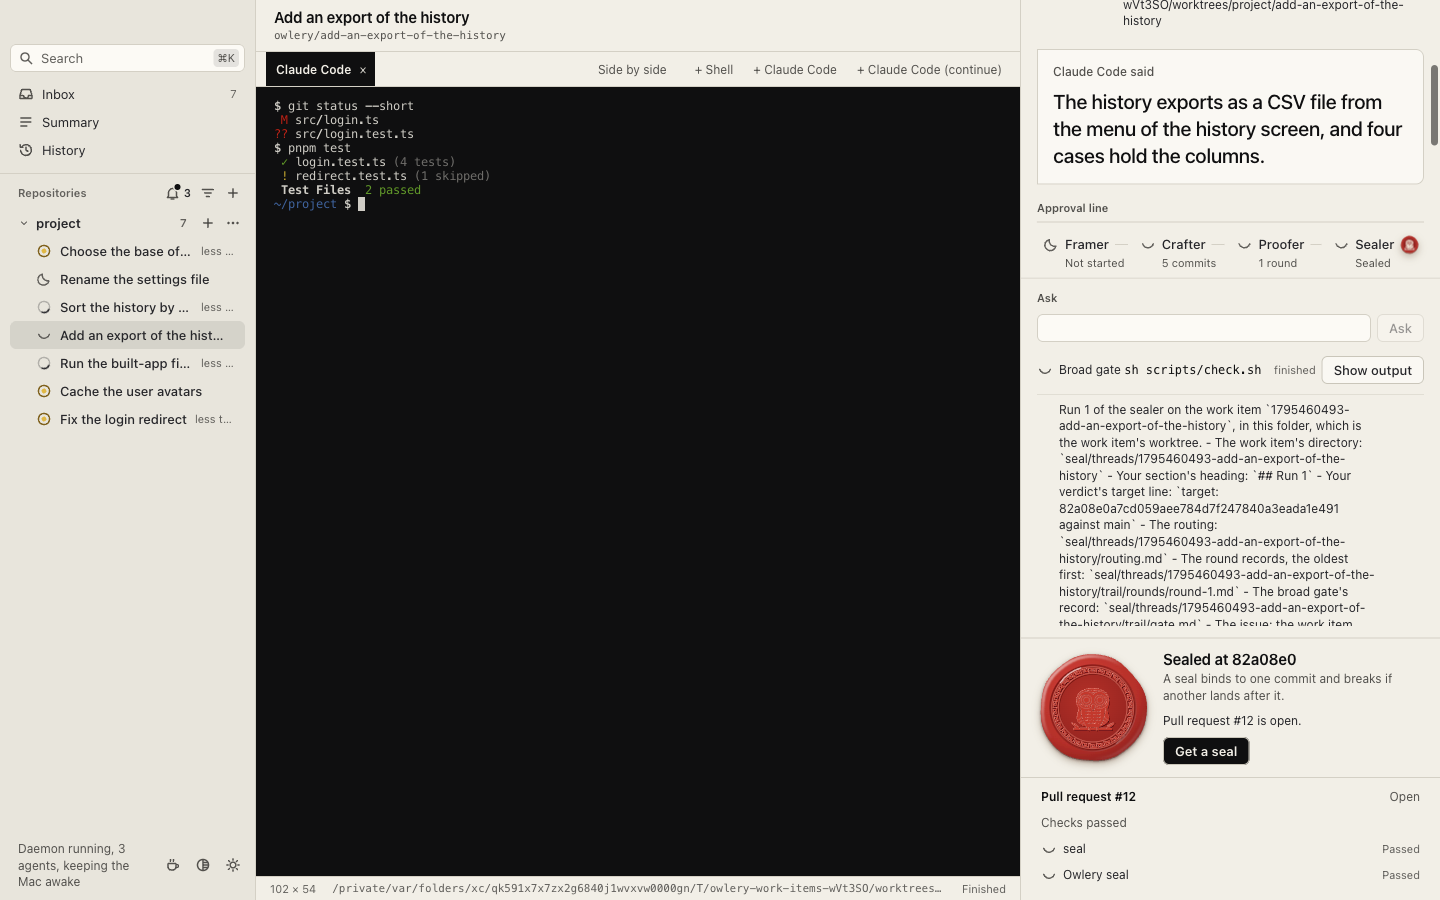 Search ⌘K
Inbox 7
Summary
History
Repositories 3
project 7
Choose the base of… less …
Rename the settings file
Sort the history by … less …
Add an export of the hist…
Run the built-app fi… less …
Cache the user avatars
Fix the login redirect less t…
Daemon running, 3
agents, keeping the
Mac awake
Add an export of the history
owlery/add-an-export-of-the-history
Claude Code ×
Side by side + Shell + Claude Code + Claude Code (continue)
$ git status --short
M src/login.ts
?? src/login.test.ts
$ pnpm test
✓ login.test.ts (4 tests)
! redirect.test.ts (1 skipped)
Test Files 2 passed
~/project $
102 × 54 /private/var/folders/xc/qk591x7x7zx2g6840j1wvxvw0000gn/T/owlery-work-items-wVt3SO/worktrees… Finished
wVt3SO/worktrees/project/add-an-export-of-the-
history
Claude Code said
The history exports as a CSV file from
the menu of the history screen, and four
cases hold the columns.
Approval line
Framer Crafter Proofer Sealer
Not started 5 commits 1 round Sealed
Ask
Ask
Broad gate sh scripts/check.sh finished Show output
Run 1 of the sealer on the work item `1795460493-
add-an-export-of-the-history`, in this folder, which is
the work item's worktree. - The work item's directory:
`seal/threads/1795460493-add-an-export-of-the-
history` - Your section's heading: `## Run 1` - Your
verdict's target line: `target:
82a08e0a7cd059aee784d7f247840a3eada1e491
against main` - The routing:
`seal/threads/1795460493-add-an-export-of-the-
history/routing.md` - The round records, the oldest
first: `seal/threads/1795460493-add-an-export-of-the-
history/trail/rounds/round-1.md` - The broad gate's
record: `seal/threads/1795460493-add-an-export-of-
the-history/trail/gate.md` - The issue: the work item
Sealed at 82a08e0
A seal binds to one commit and breaks if
another lands after it.
Pull request #12 is open.
Get a seal
Pull request #12 Open
Checks passed
seal Passed
Owlery seal Passed